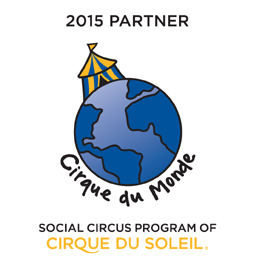 2015 PARTNER
Cirque du Monde
SOCIAL CIRCUS PROGRAM OF
CIRQUE DU SOLEIL.